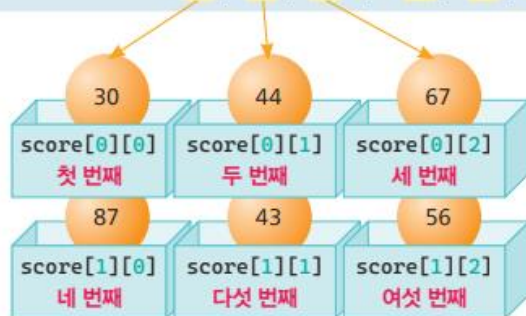 30 44 67
score[0][0] score[0][1] score[0][2]
첫 번째 두 번째 세 번째
87 43 56
score[1][0] score[1][1] score[1][2]
네 번째 다섯 번째 여섯 번째